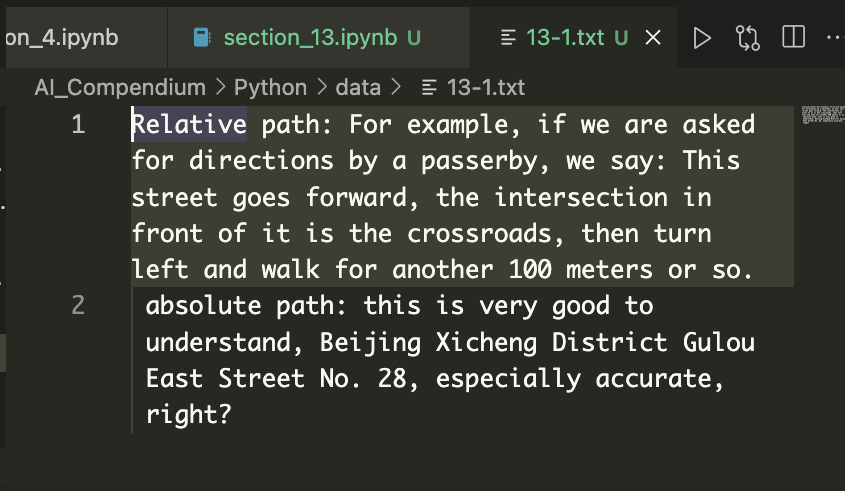 on_4.ipynb section_13.ipynb U 13-1.txt U
AI_Compendium > Python > data > 13-1.txt
1 Relative path: For example, if we are asked
for directions by a passerby, we say: This
street goes forward, the intersection in
front of it is the crossroads, then turn
left and walk for another 100 meters or so.
2 absolute path: this is very good to
understand, Beijing Xicheng District Gulou
East Street No. 28, especially accurate,
right?